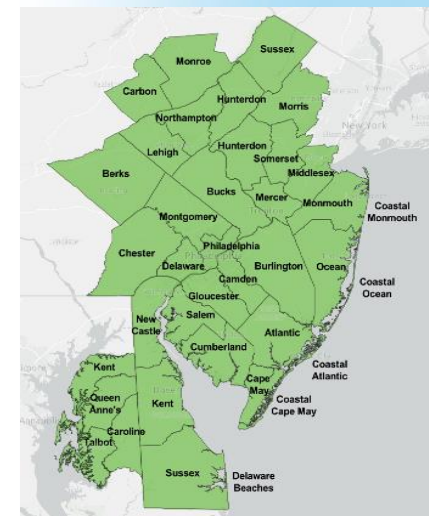 Sussex
Monroe
Carbon
Hunterdon
Morris
Northampton
Hunterdon
Lehigh
Somerset
Berks
Middlesex
Bucks
Mercer
Monmouth
Coastal
Monmouth
Montgomery
Philadelphia
Chester
Delaware
Burlington
Ocean
Camden
Coastal
Ocean
Gloucester
New
Castle
Salem
Atlantic
Cumberland
Coastal
Atlantic
Kent
Cape
May
Coastal
Cape May
Queen
Anne's
Kent
Caroline
Talbot
Sussex
Delaware
Beaches